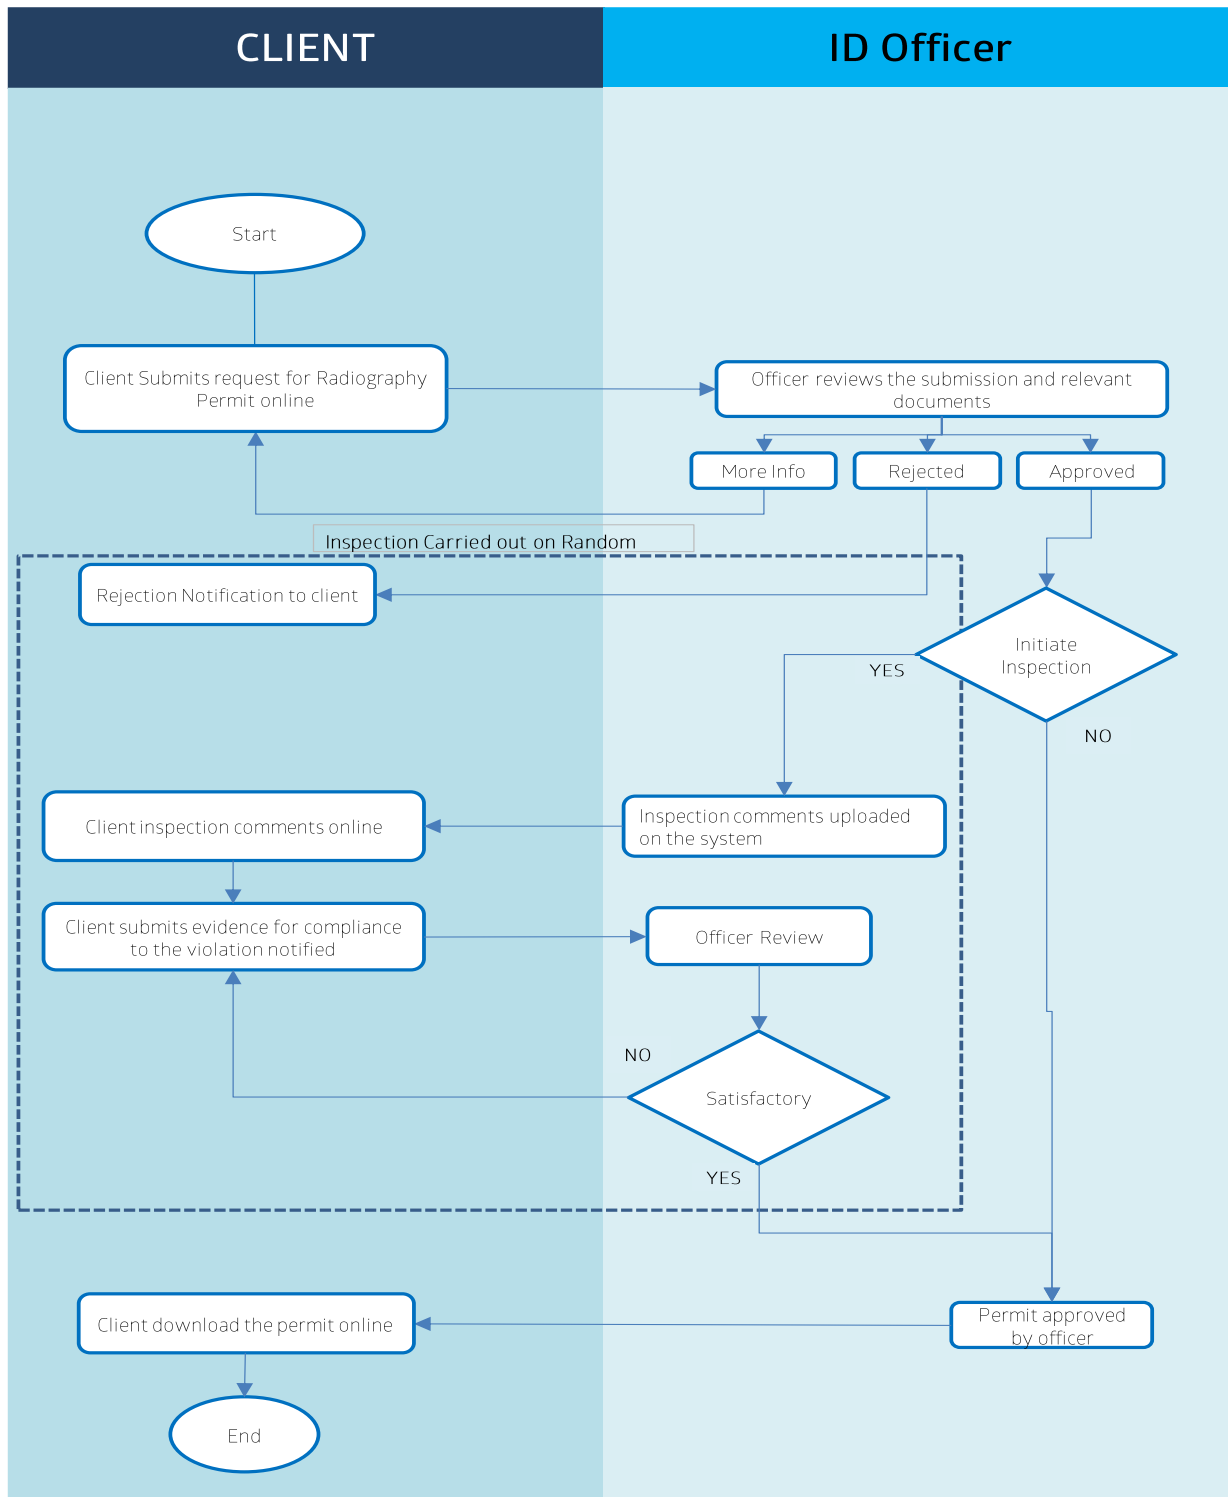 CLIENT
ID Officer
Start
Client Submits request for Radiography
Permit online
Officer reviews the submission and relevant
documents
More Info
Rejected
Approved
Inspection Carried out on Random
Rejection Notification to client
Initiate
Inspection
YES
NO
Client inspection comments online
Inspection comments uploaded
on the system
Client submits evidence for compliance
to the violation notified
Officer Review
NO
Satisfactory
YES
Client download the permit online
Permit approved
by officer
End